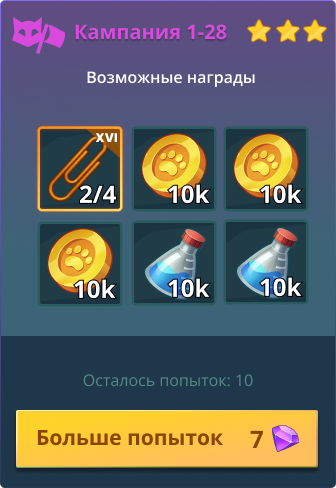 Кампания 1-28
Возможные награды
XVI
2/4
10k
10k
10k
10k
10k
Осталось попыток: 10
Больше попыток 7